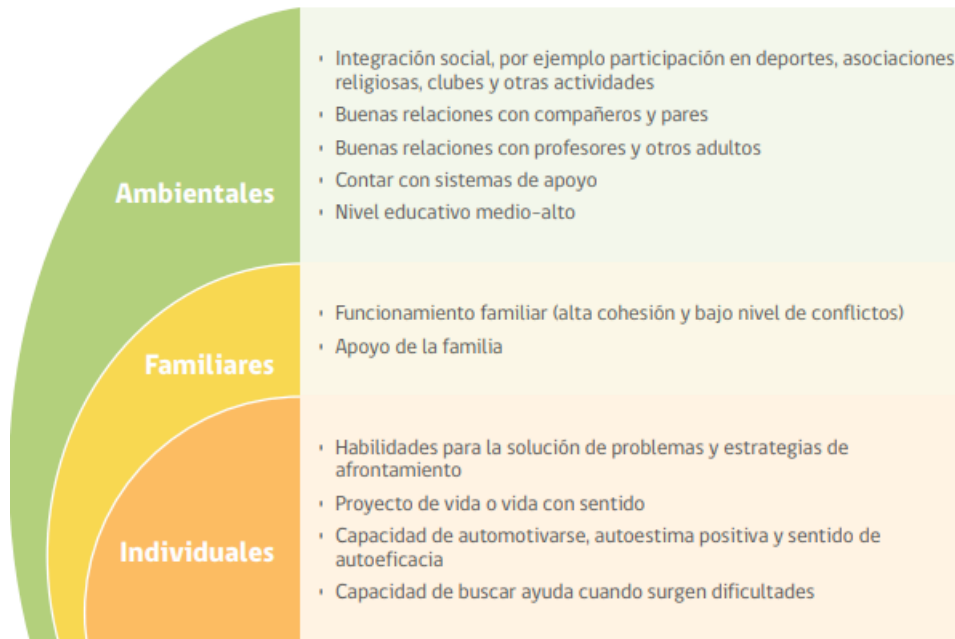 Ambientales
· Integración social, por ejemplo participación en deportes, asociaciones
religiosas, clubes y otras actividades
· Buenas relaciones con compañeros y pares
· Buenas relaciones con profesores y otros adultos
· Contar con sistemas de apoyo
· Nivel educativo medio-alto
Familiares
· Funcionamiento familiar (alta cohesión y bajo nivel de conflictos)
· Apoyo de la familia
Individuales
· Habilidades para la solución de problemas y estrategias de
afrontamiento
· Proyecto de vida o vida con sentido
· Capacidad de automotivarse, autoestima positiva y sentido de
autoeficacia
· Capacidad de buscar ayuda cuando surgen dificultades